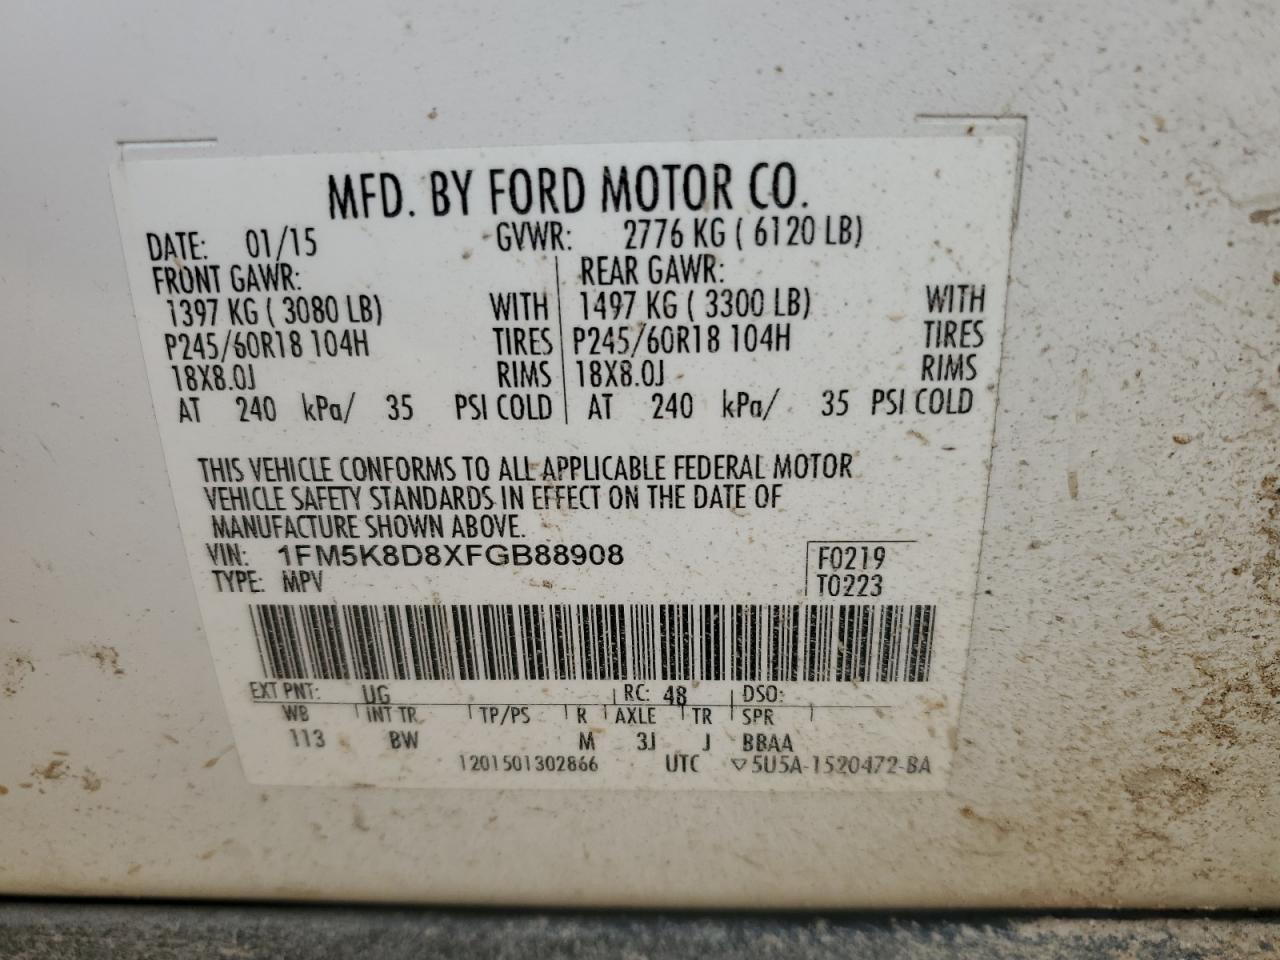 MFD. BY FORD MOTOR CO.
DATE: 01/15 GVWR: 2776 KG ( 6120 LB)
FRONT GAWR: REAR GAWR:
1397 KG ( 3080 LB) WITH 1497 KG ( 3300 LB) WITH
P245/60R18 104H TIRES P245/60R18 104H TIRES
18X8.0J RIMS 18X8.0J RIMS
AT 240 kPa/ 35 PSI COLD AT 240 kPa/ 35 PSI COLD
THIS VEHICLE CONFORMS TO ALL APPLICABLE FEDERAL MOTOR
VEHICLE SAFETY STANDARDS IN EFFECT ON THE DATE OF
MANUFACTURE SHOWN ABOVE.
VIN: 1FM5K8D8XFGB88908 F0219
TYPE: MPV T0223
EXT PNT: UG RC: 48 DSO:
WB INT TR TP/PS R AXLE TR SPR
113 BW M 3J J BBAA
1201501302866 UTC ▽5U5A-1520472-BA